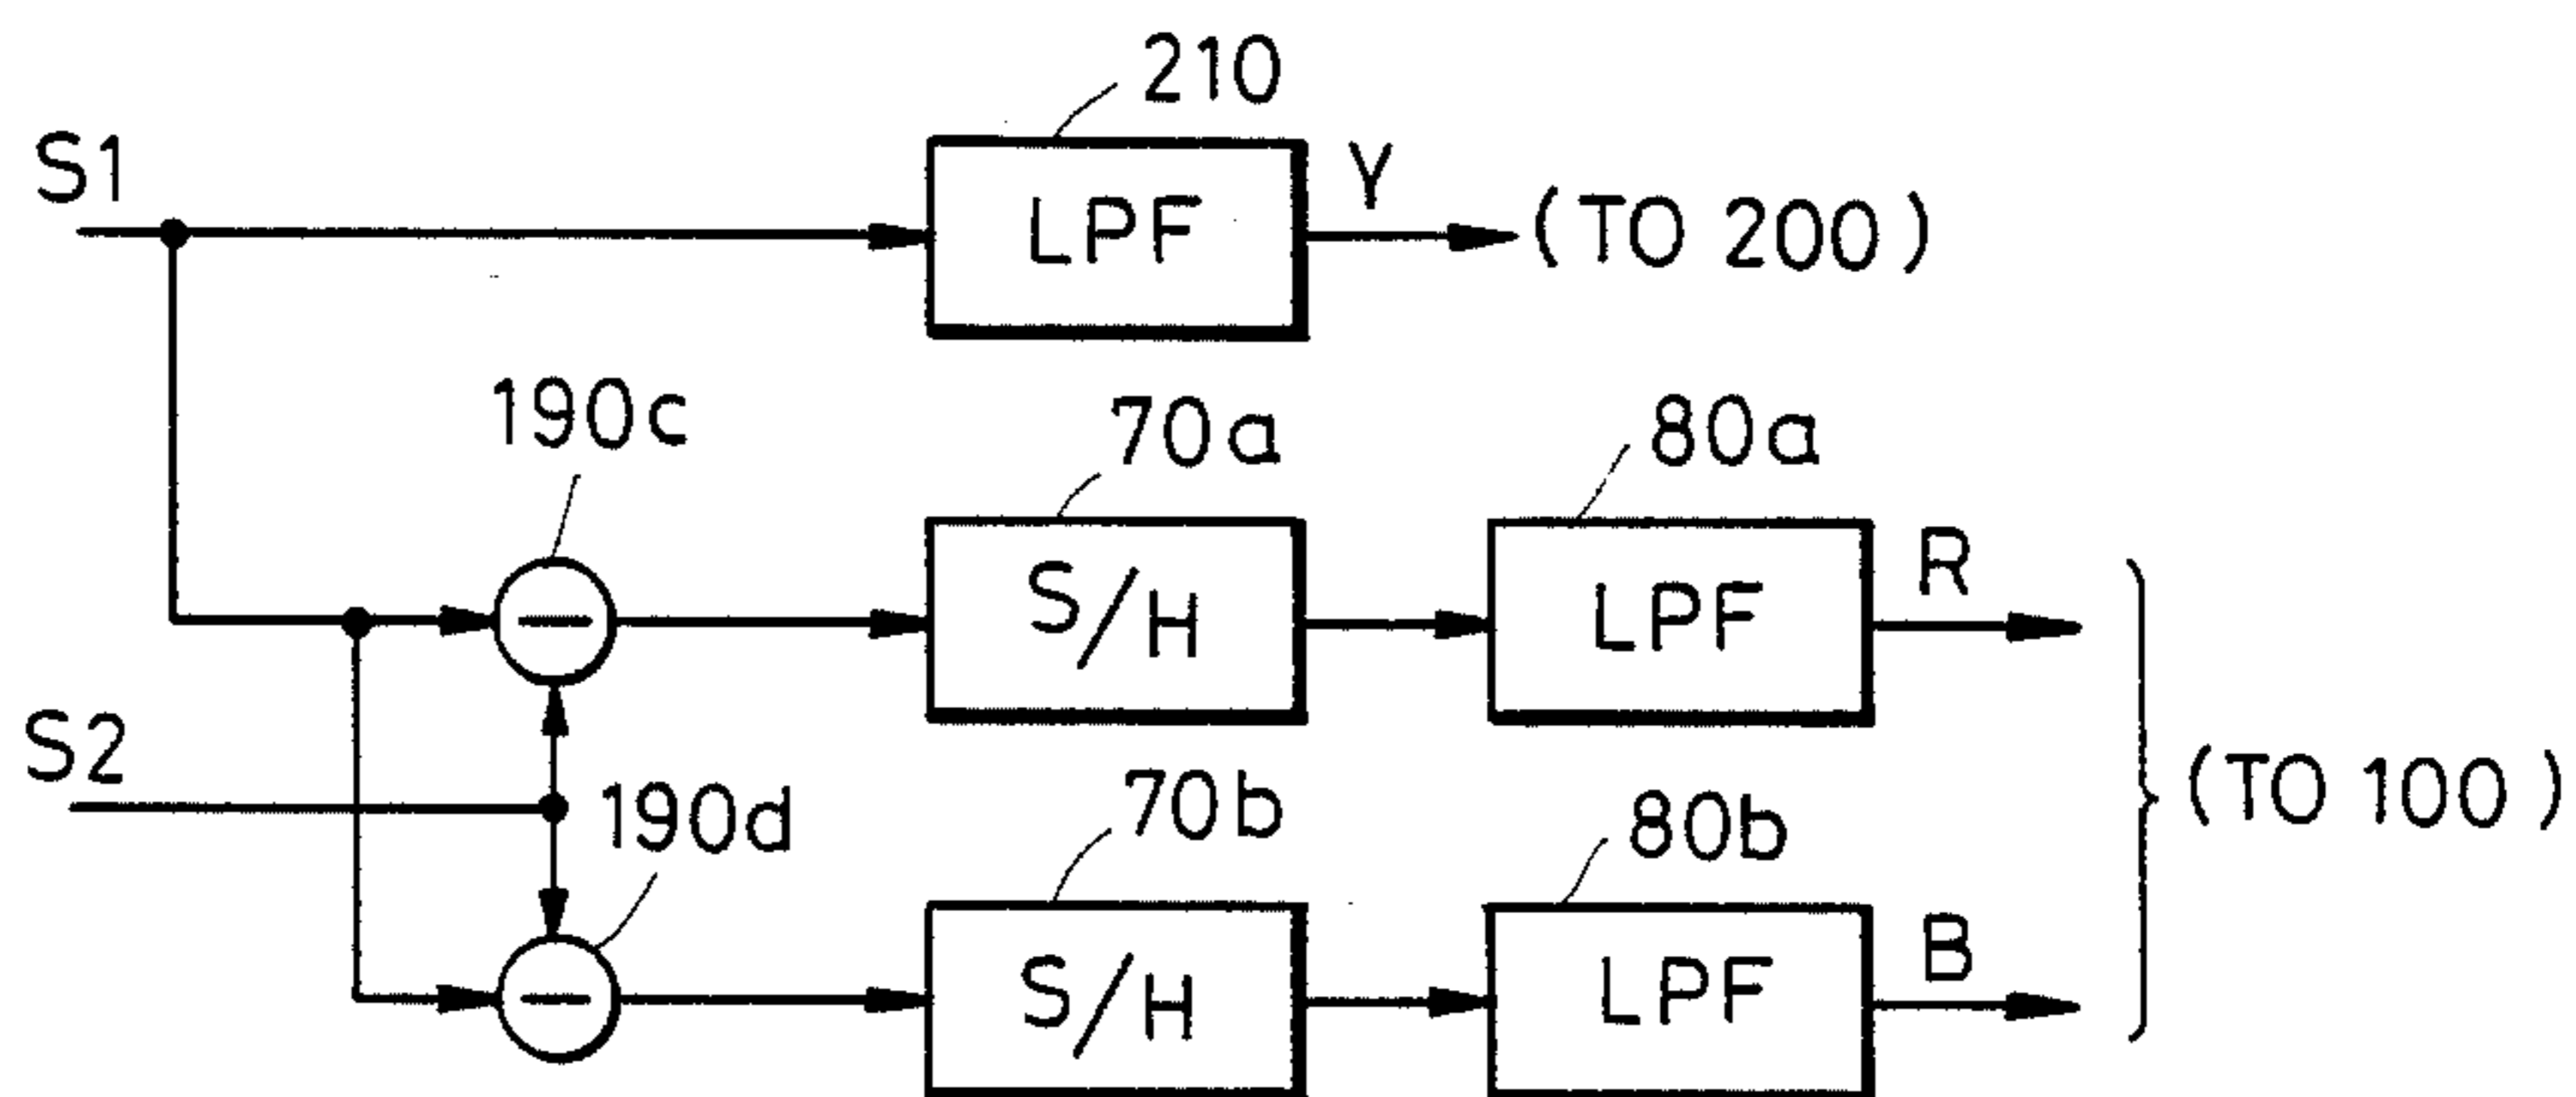 210
S1
LPF
Y
(TO 200)
190c
70a
80a
S/H
LPF
R
S2
190d
70b
80b
(TO 100)
S/H
LPF
B